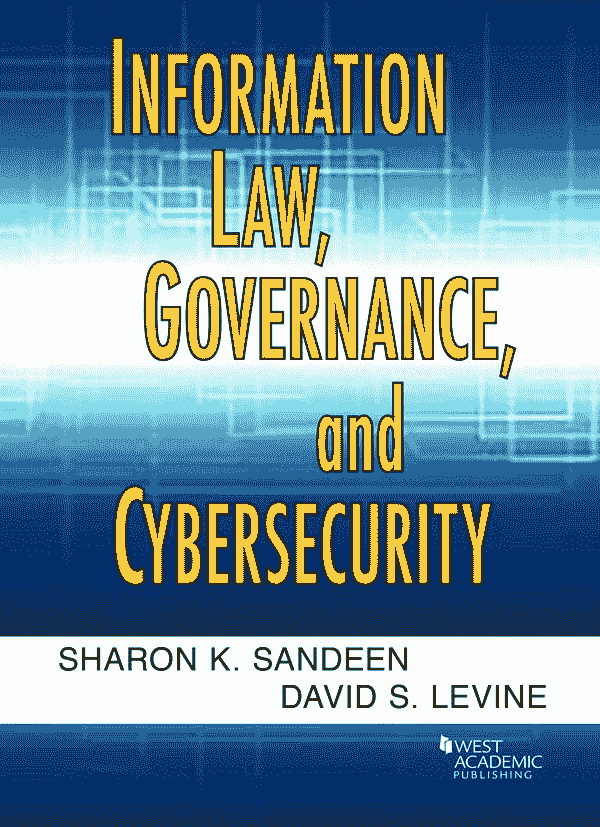 INFORMATION
LAW,
GOVERNANCE,
and
CYBERSECURITY
SHARON K. SANDEEN
DAVID S. LEVINE
WEST
ACADEMIC
PUBLISHING